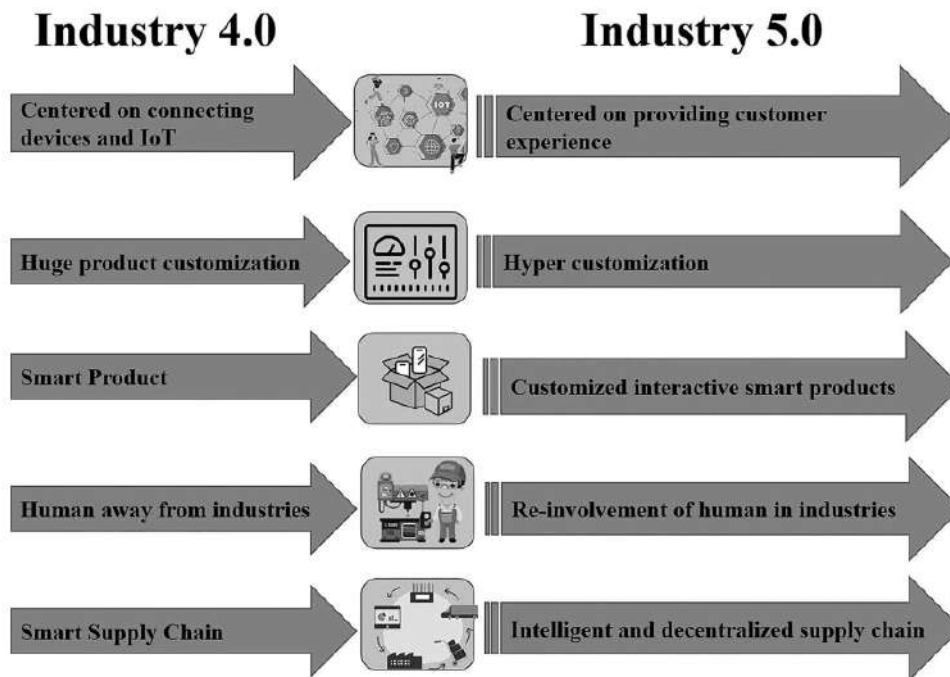 Industry 4.0
Industry 5.0
Centered on connecting
devices and IoT
IOT
Centered on providing customer
experience
Huge product customization
Hyper customization
Smart Product
Customized interactive smart products
Human away from industries
Re-involvement of human in industries
Smart Supply Chain
Intelligent and decentralized supply chain